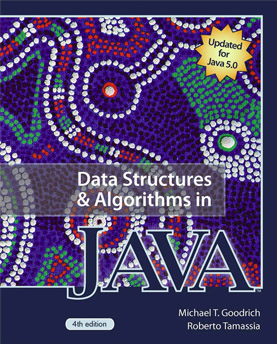 Updated
for
Java 5.0
Data Structures
& Algorithms in
JAVA
4th edition
Michael T. Goodrich
Roberto Tamassia